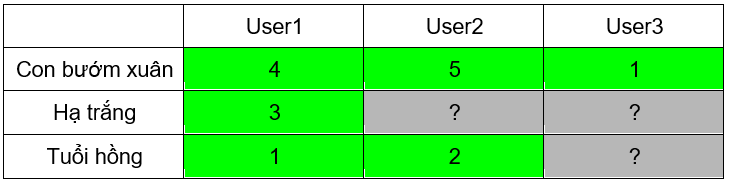 User1 User2 User3
Con bướm xuân 4 5 1
Hạ trắng 3 ? ?
Tuổi hồng 1 2 ?